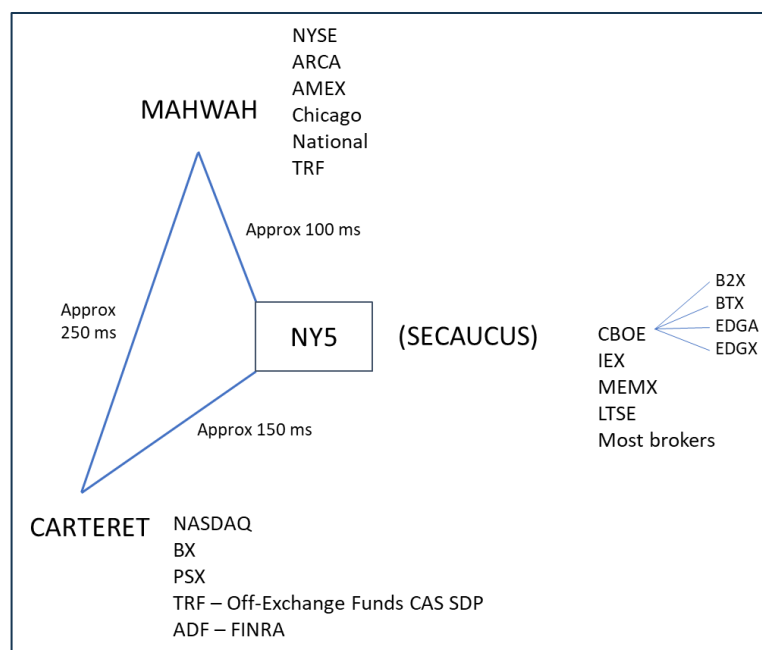 NYSE
ARCA
AMEX
MAHWAH
Chicago
National
TRF
Approx 100 ms
Approx
250 ms
NY5
(SECAUCUS)
CBOE
B2X
BTX
EDGA
EDGX
IEX
MEMX
LTSE
Most brokers
Approx 150 ms
CARTERET
NASDAQ
BX
PSX
TRF – Off-Exchange Funds CAS SDP
ADF – FINRA